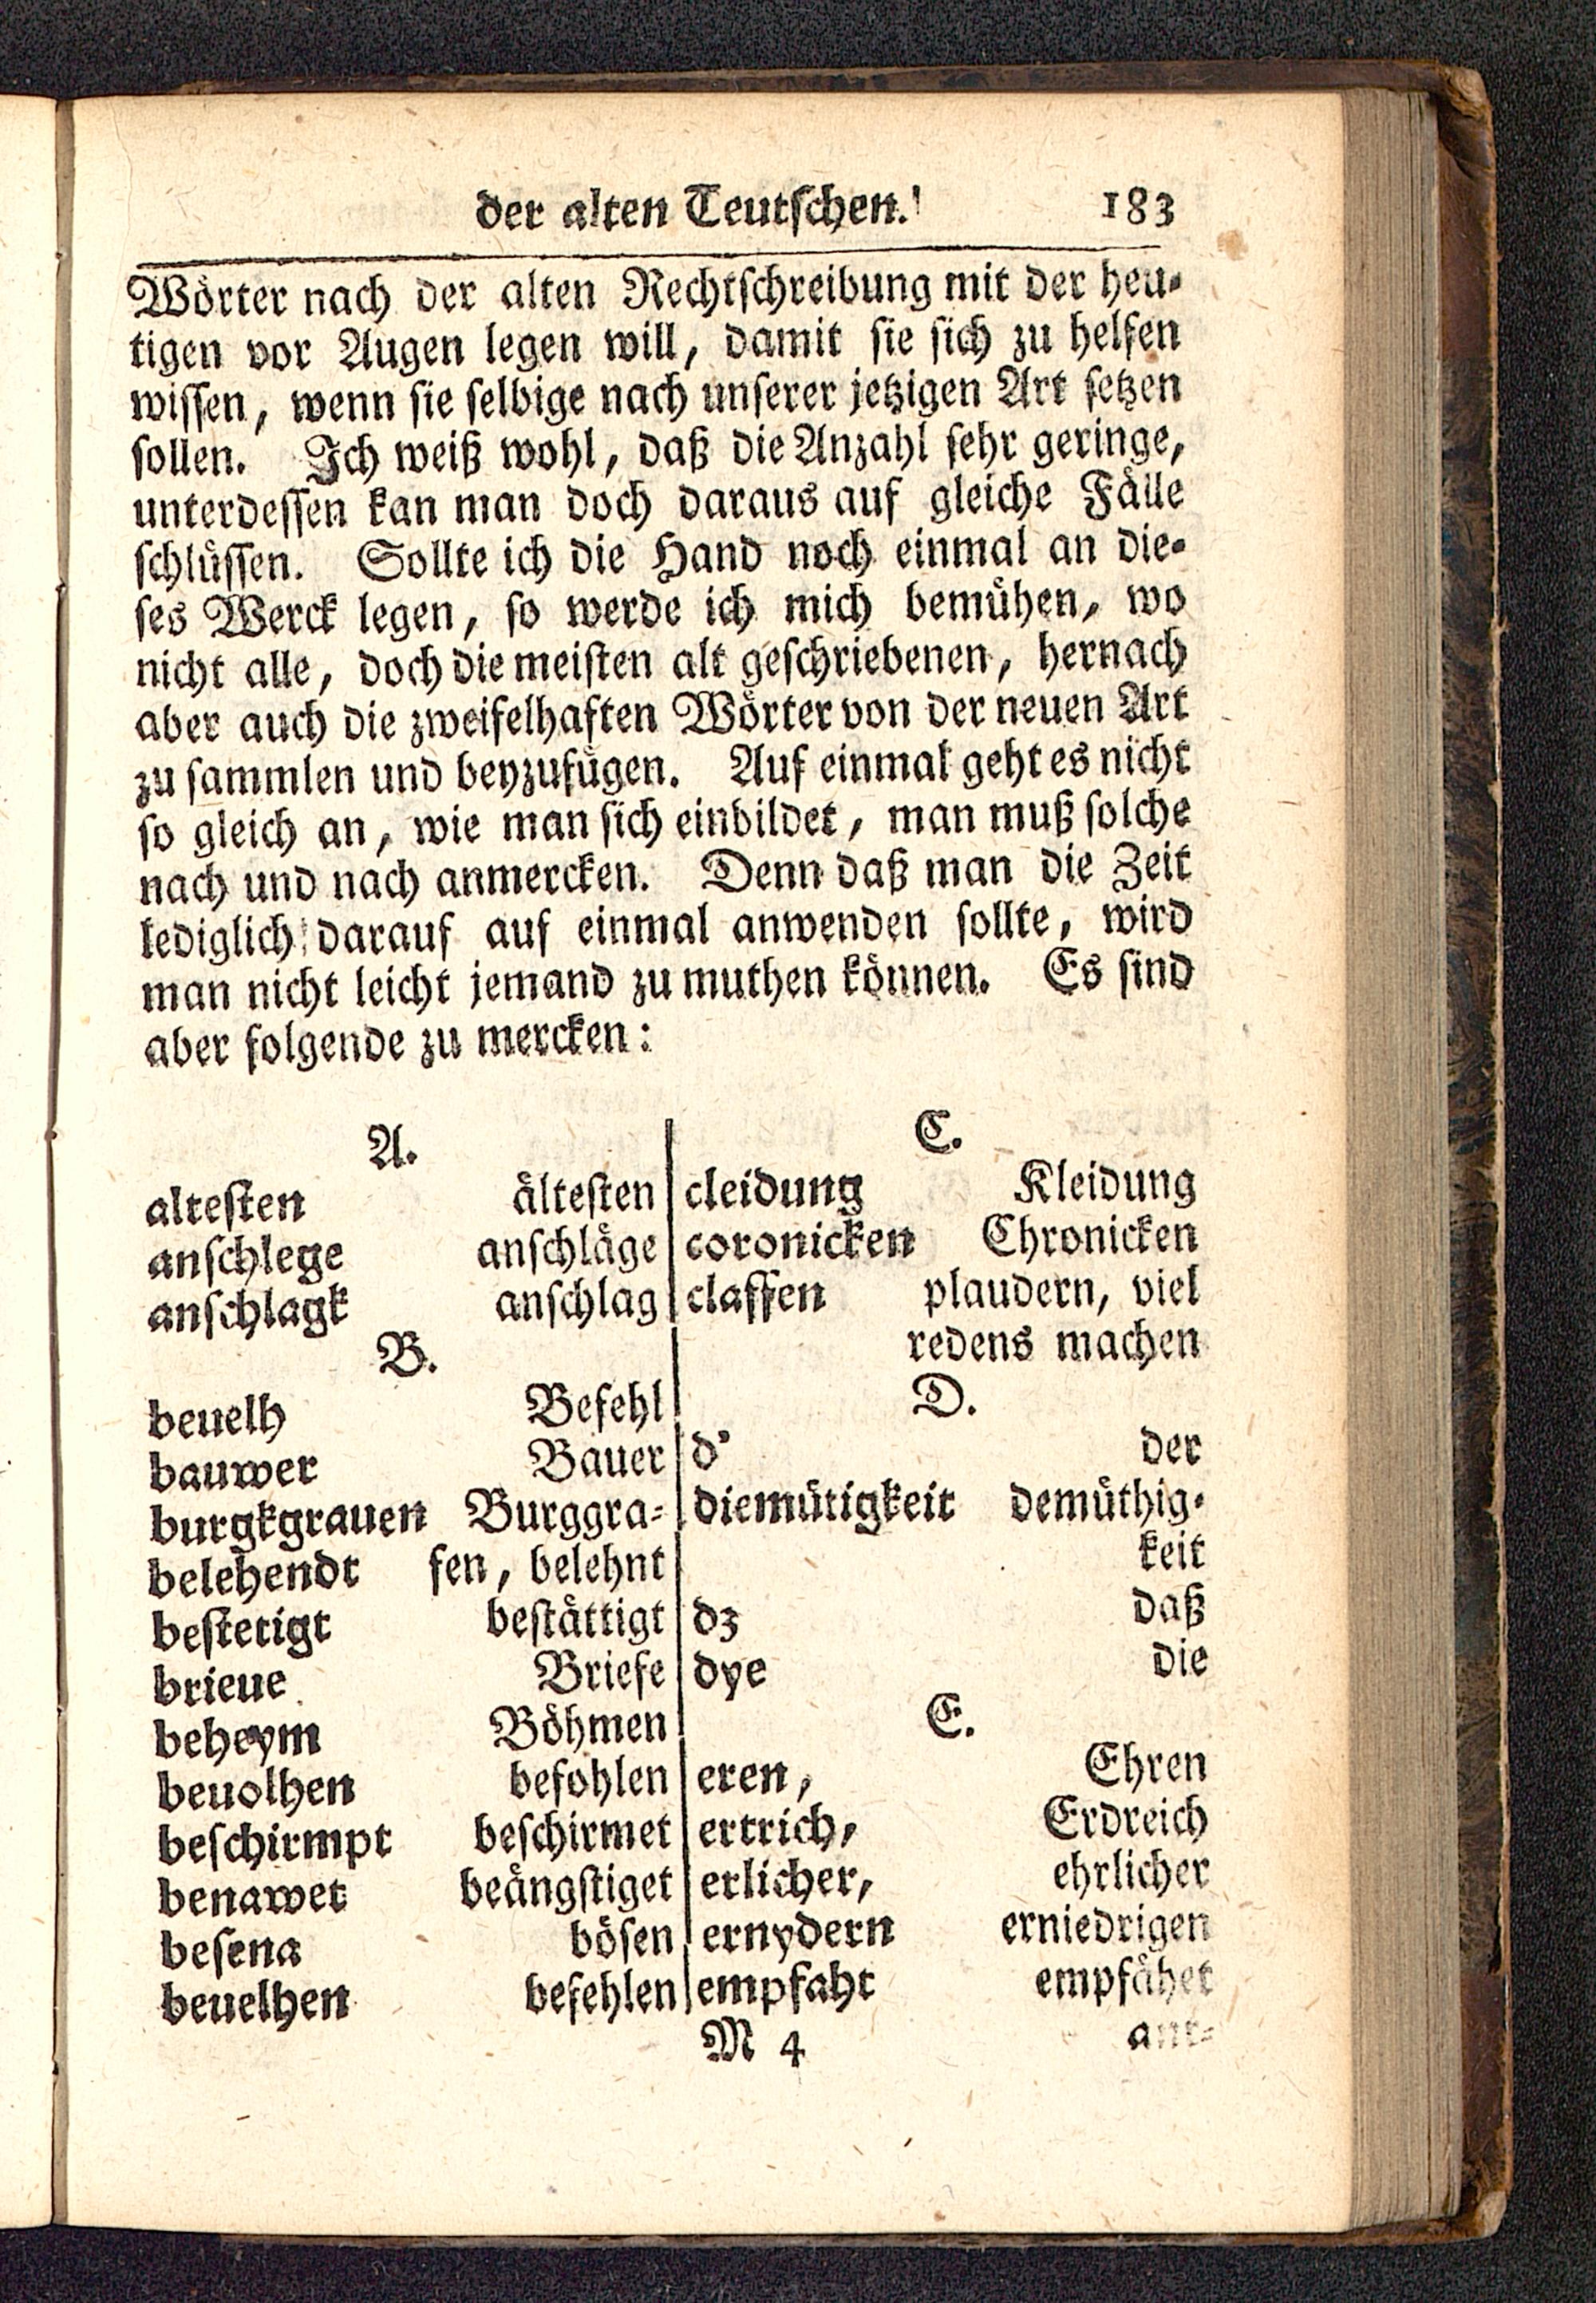 der alten Teutschen. 183
Wörter nach der alten Rechtschreibung mit der heu-
tigen vor Augen legen will, damit sie sich zu helfen
wissen, wenn sie selbige nach unserer jetzigen Art setzen
sollen. Ich weiß wohl, daß die Anzahl sehr geringe,
unterdessen kan man doch daraus auf gleiche Fälle
schlüssen. Sollte ich die Hand noch einmal an die-
ses Werck legen, so werde ich mich bemühen, wo
nicht alle, doch die meisten alt geschriebenen, hernach
aber auch die zweifelhaften Wörter von der neuen Art
zu sammlen und beyzufügen. Auf einmal geht es nicht
so gleich an, wie man sich einbildet, man muß solche
nach und nach anmercken. Denn daß man die Zeit
lediglich darauf auf einmal anwenden sollte, wird
man nicht leicht jemand zu muthen können. Es sind
aber folgende zu mercken:
A.
altesten ältesten
anschlege anschläge
anschlagk anschlag
B.
beuelh Befehl
bauwer Bauer
burgkgrauen Burggra-
belehendt fen, belehnt
bestetigt bestättigt
brieue Briefe
beheym Böhmen
beuolhen befohlen
beschirmpt beschirmet
benawet beängstiget
besena bösen
beuelhen befehlen
C.
cleidung Kleidung
coronicken Chronicken
claffen plaudern, viel
redens machen
D.
d' der
diemütigkeit demüthig-
keit
dz daß
dye die
E.
eren, Ehren
ertrich, Erdreich
erlicher, ehrlicher
ernydern erniedrigen
empfaht empfähet
M 4 ant-